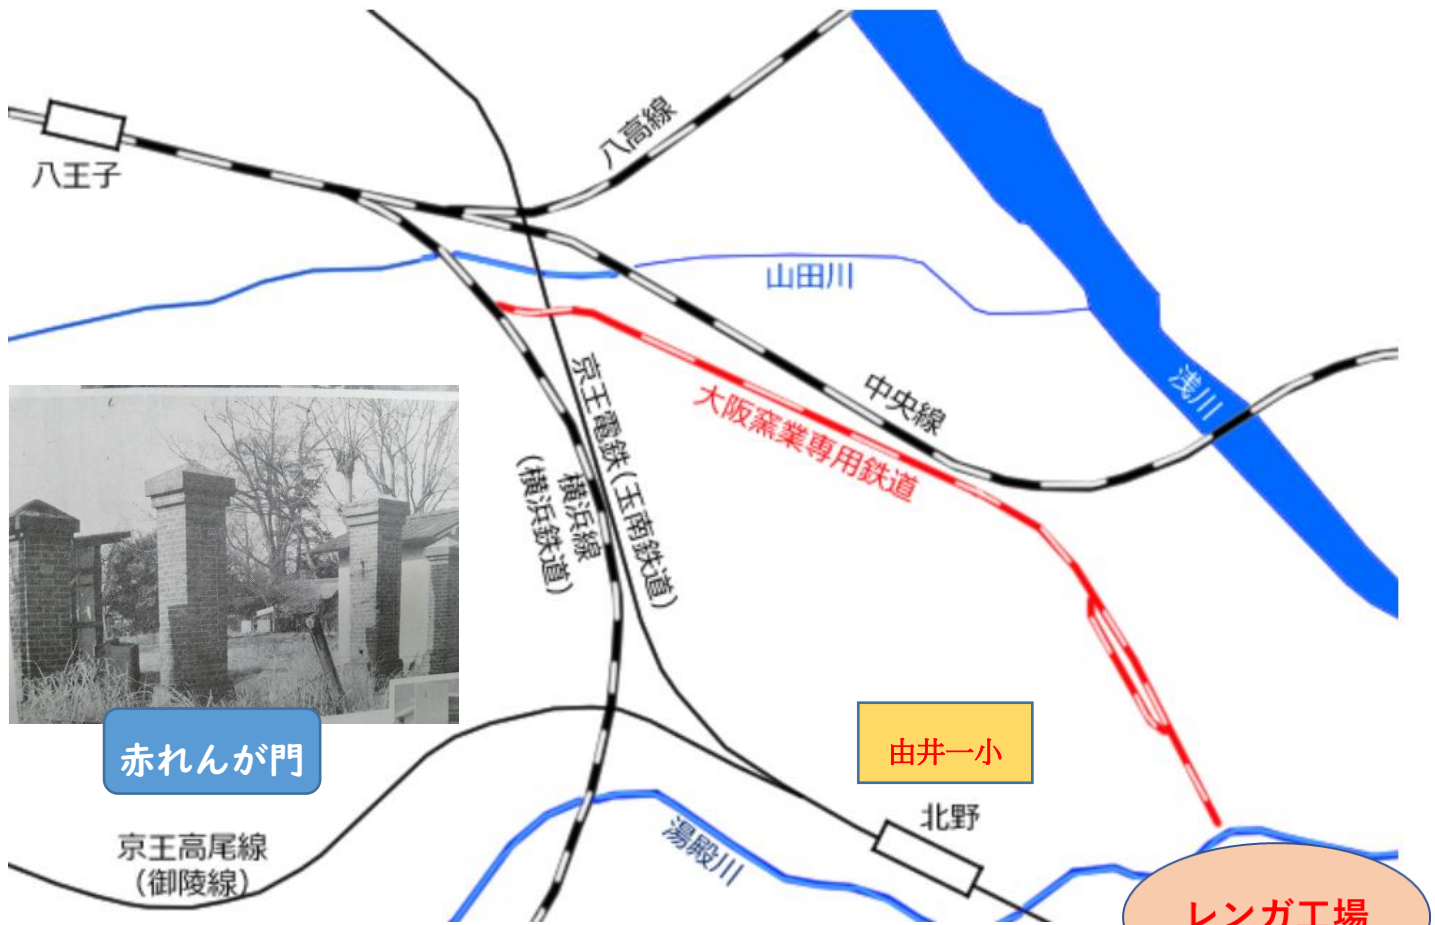 八高線
八王子
山田川
浅川
中央線
大阪窯業専用鉄道
京王電鉄(玉南鉄道)
横浜線
(横浜鉄道)
赤れんが門
由井一小
北野
湯殿川
京王高尾線
(御陵線)
レンガ工場